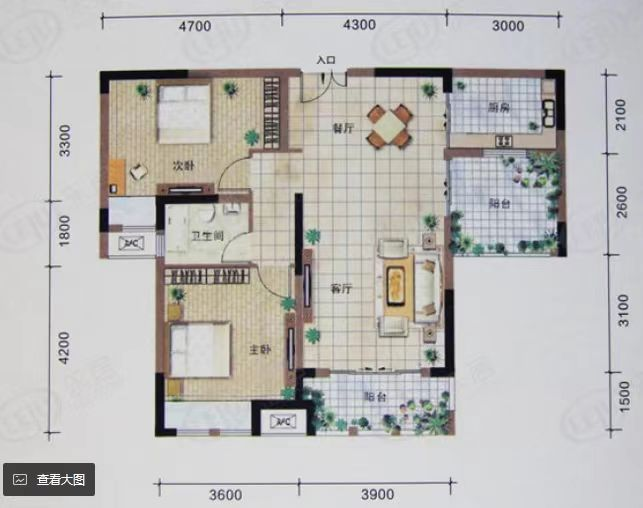 4700
4300
3000
入口
3300
厨房
2100
餐厅
次卧
1800
卫生间
阳台
2600
A/C
客厅
3100
4200
主卧
阳台
1500
A/C
查看大图
3600
3900